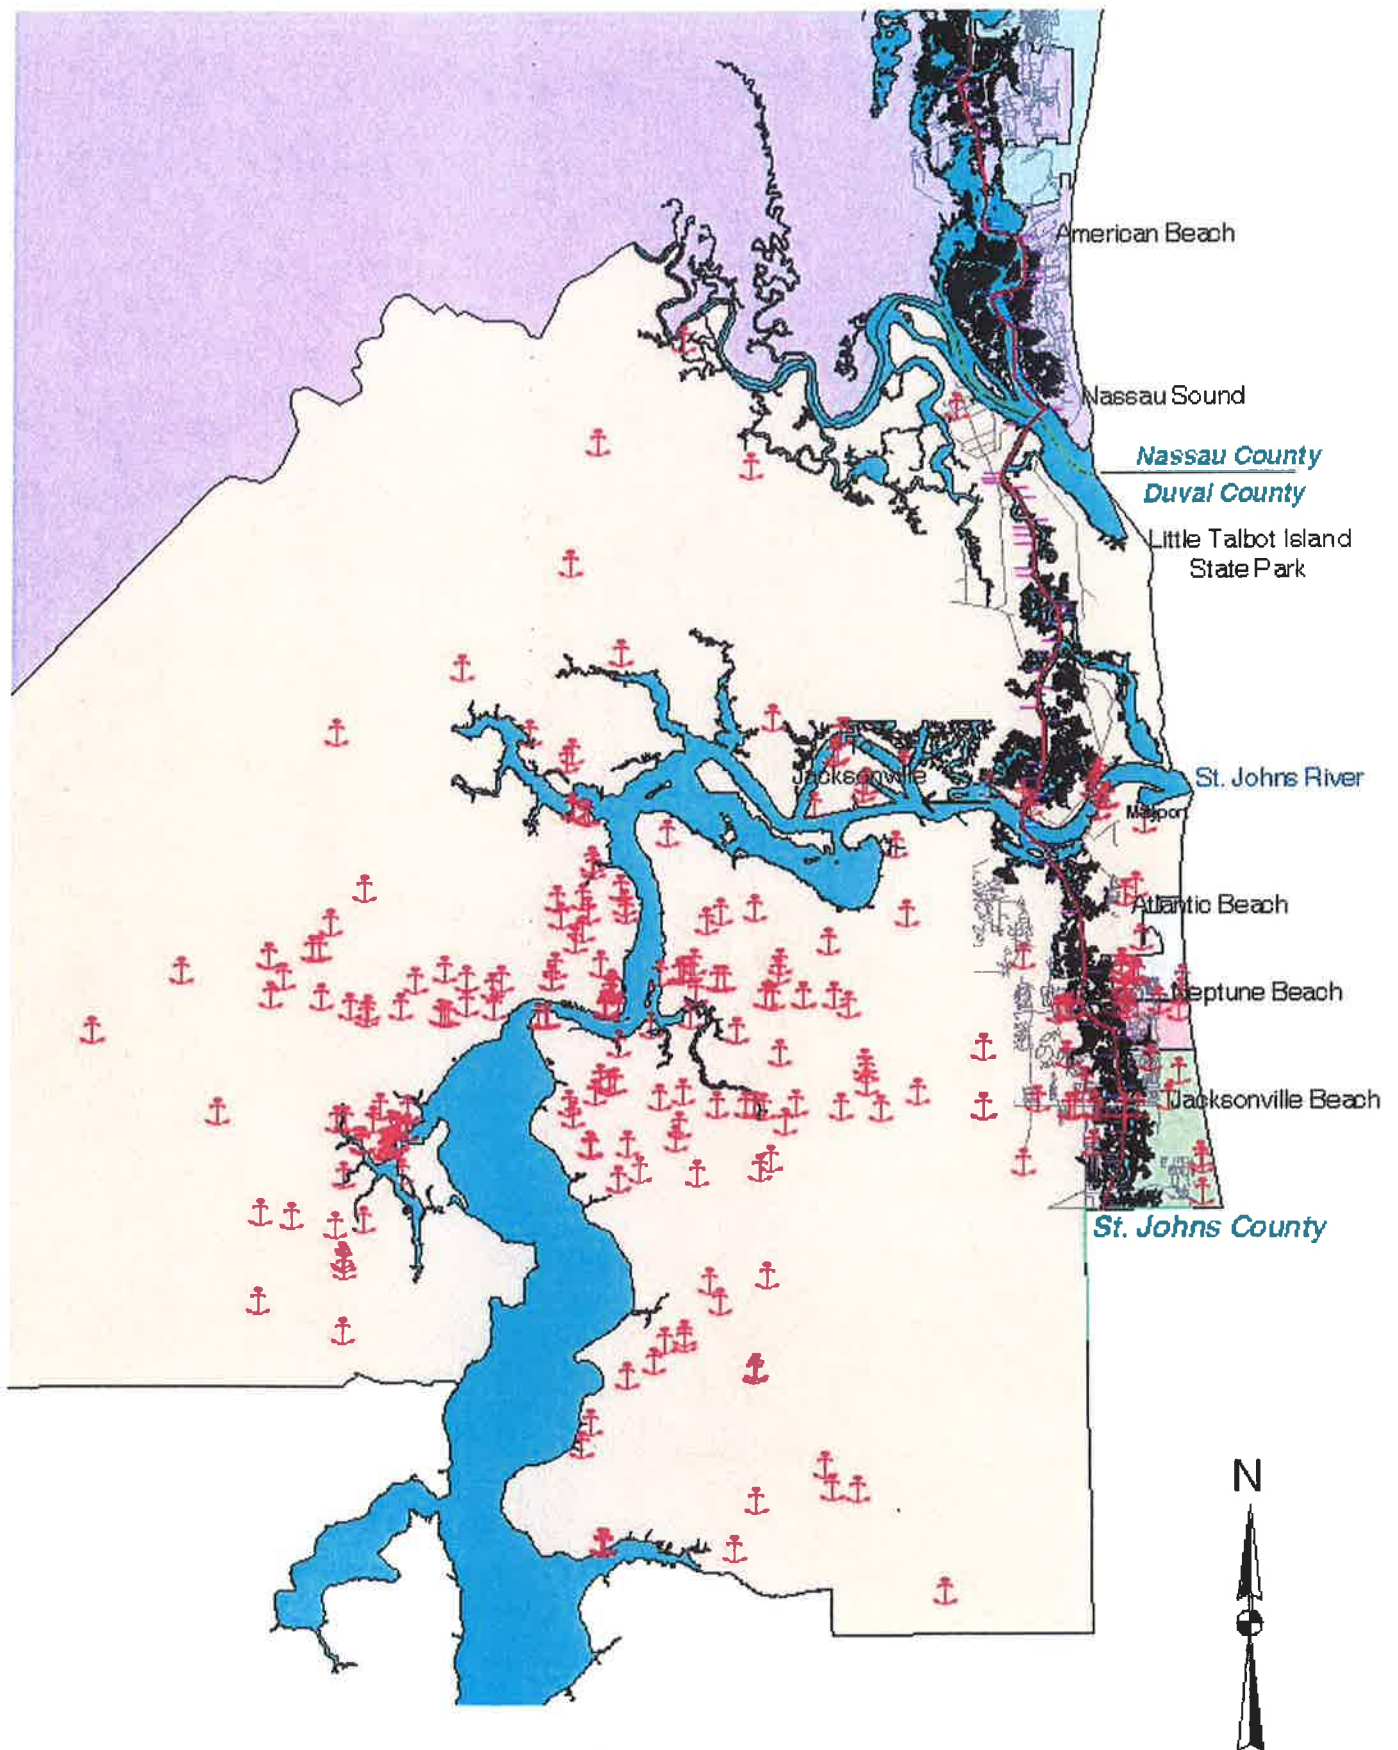 American Beach
Nassau Sound
Nassau County
Duval County
Little Talbot Island
State Park
Jacksonville
St. Johns River
Mayport
Atlantic Beach
Neptune Beach
Jacksonville Beach
St. Johns County
N